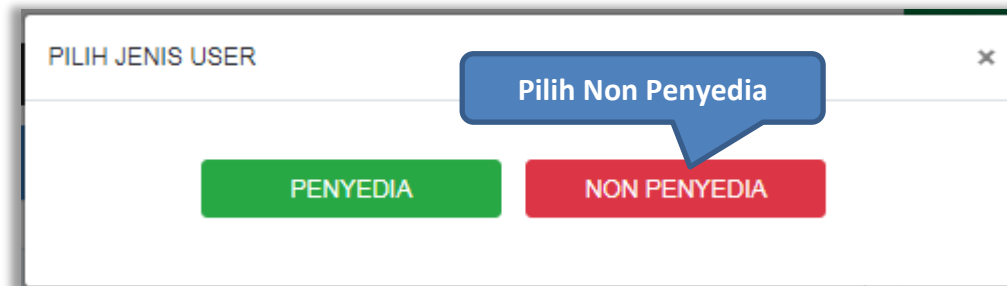 PILIH JENIS USER
×
Pilih Non Penyedia
PENYEDIA
NON PENYEDIA